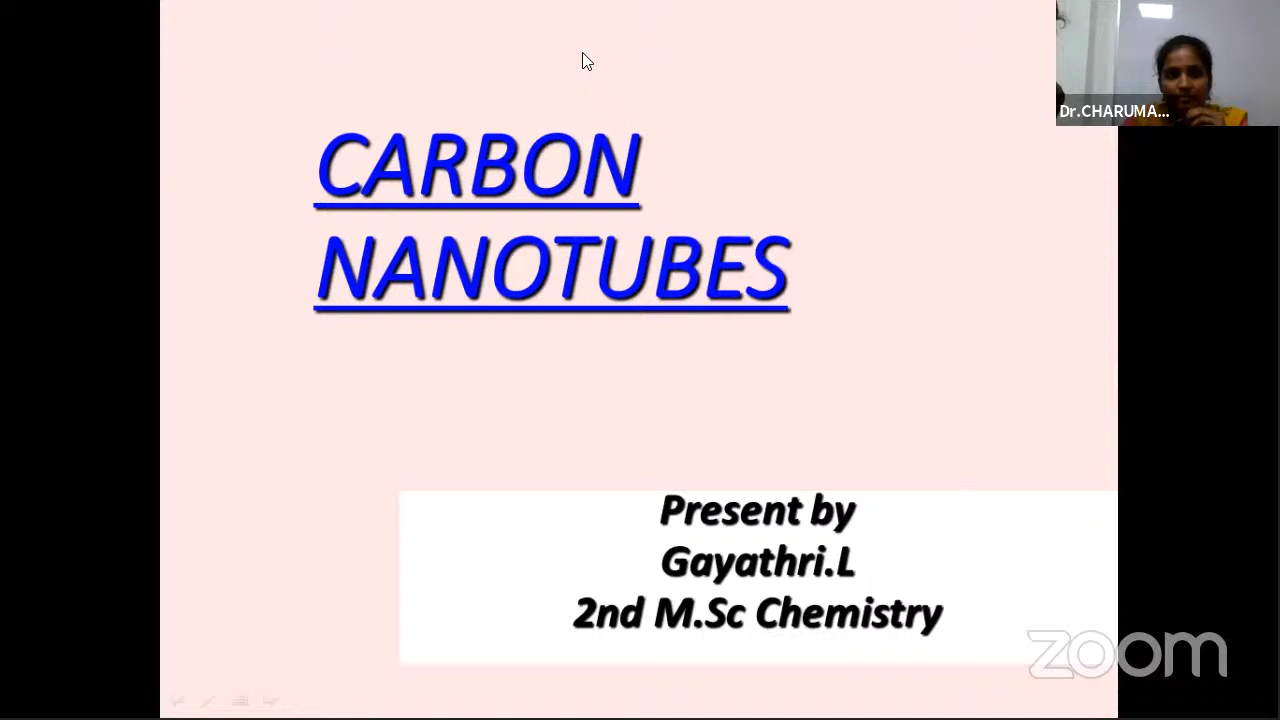 Dr.CHARUMA...
CARBON
NANOTUBES
Present by
Gayathri.L
2nd M.Sc Chemistry
zoom